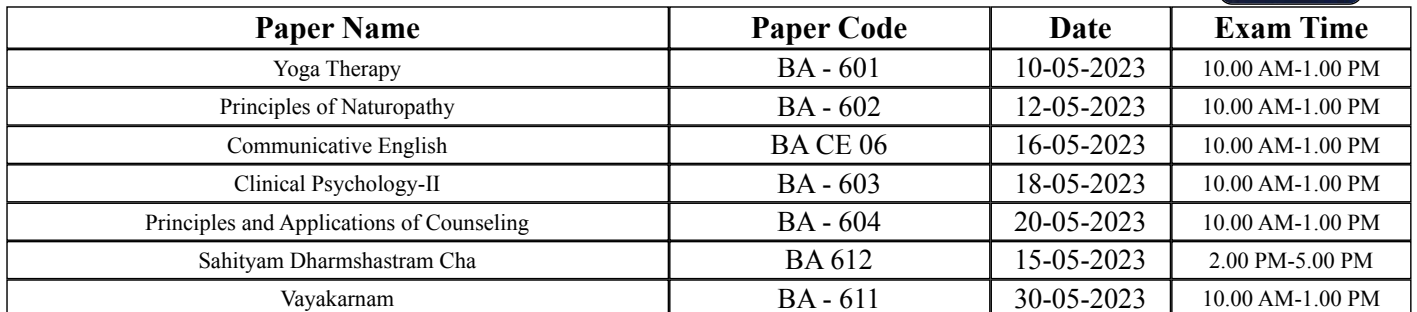 Paper Name Paper Code Date Exam Time
Yoga Therapy BA - 601 10-05-2023 10.00 AM-1.00 PM
Principles of Naturopathy BA - 602 12-05-2023 10.00 AM-1.00 PM
Communicative English BA CE 06 16-05-2023 10.00 AM-1.00 PM
Clinical Psychology-II BA - 603 18-05-2023 10.00 AM-1.00 PM
Principles and Applications of Counseling BA - 604 20-05-2023 10.00 AM-1.00 PM
Sahityam Dharmshastram Cha BA 612 15-05-2023 2.00 PM-5.00 PM
Vayakarnam BA - 611 30-05-2023 10.00 AM-1.00 PM